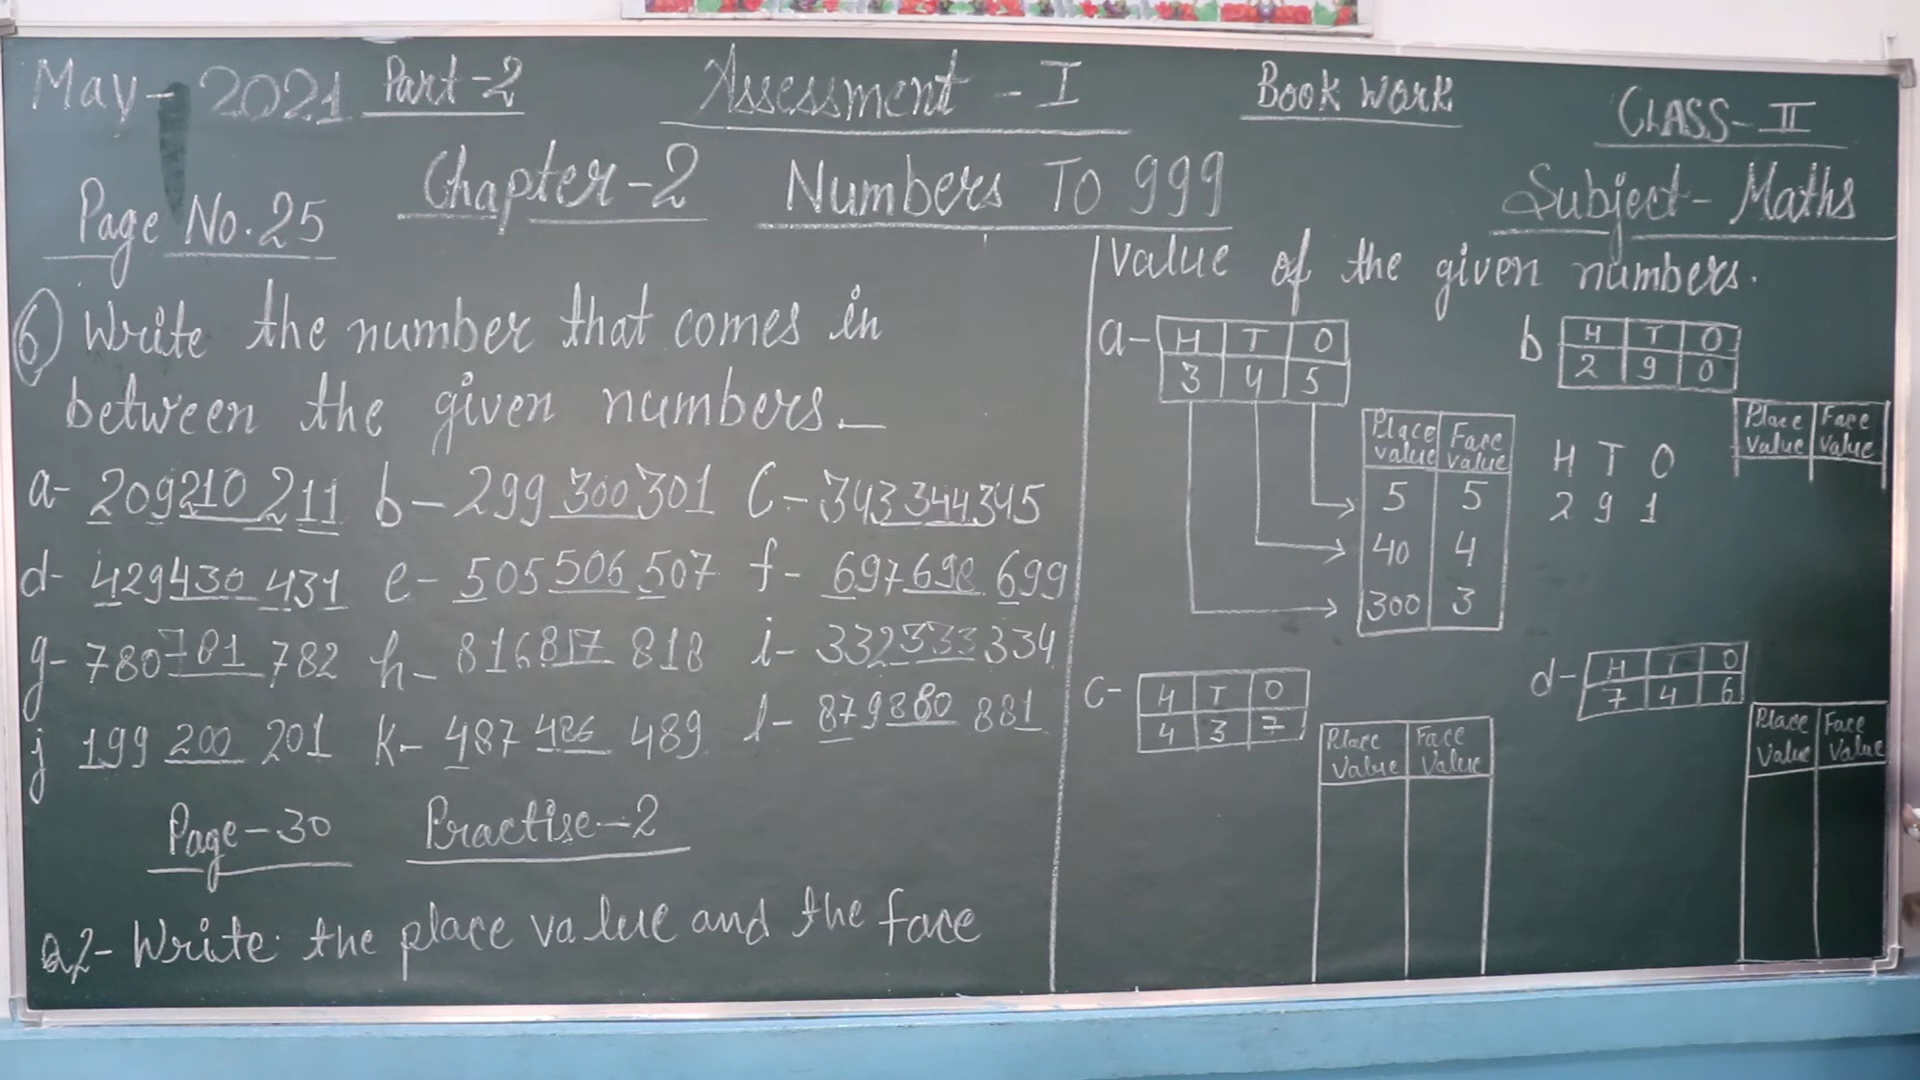 May-2021 Part-2 Assessment-I Book Work CLASS-II
Chapter-2 Numbers To 999 Subject-Maths
Page No.25
6 Write the number that comes in
between the given numbers-
a- 209 210 211 b- 299 300 301 C- 343 344 345
d- 429 430 431 e- 505 506 507 f- 697 698 699
g- 780 781 782 h- 816 817 818 i- 332 333 334
j 199 200 201 K- 487 486 489 l- 879 880 881
Page-30 Practise-2
Q2- Write the place value and the face
Value of the given numbers.
a- H T O
3 4 5
Place Value Face Value
5 5
40 4
300 3
b H T O
2 9 0
Place Value Face Value
H T O
2 9 1
C- H T O
4 3 7
Place Value Face Value
d- H T O
7 4 6
Place Value Face Value